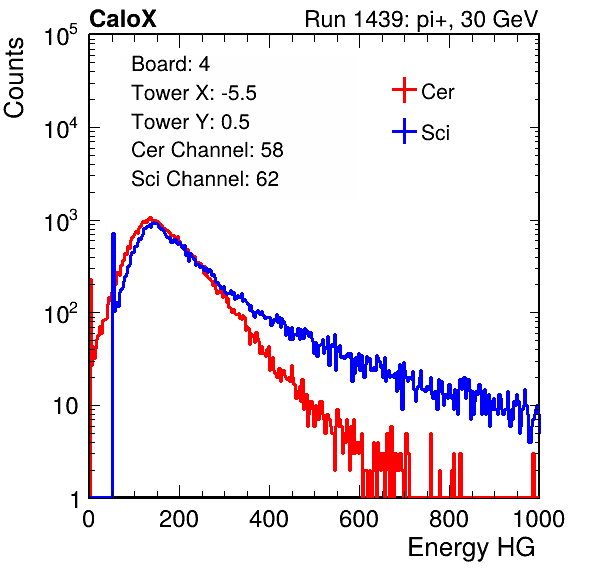 CaloX Run 1439: pi+, 30 GeV
Counts
Board: 4
Tower X: -5.5
Tower Y: 0.5
Cer Channel: 58
Sci Channel: 62
Cer
Sci
10^5
10^4
10^3
10^2
10
1
0 200 400 600 800 1000
Energy HG